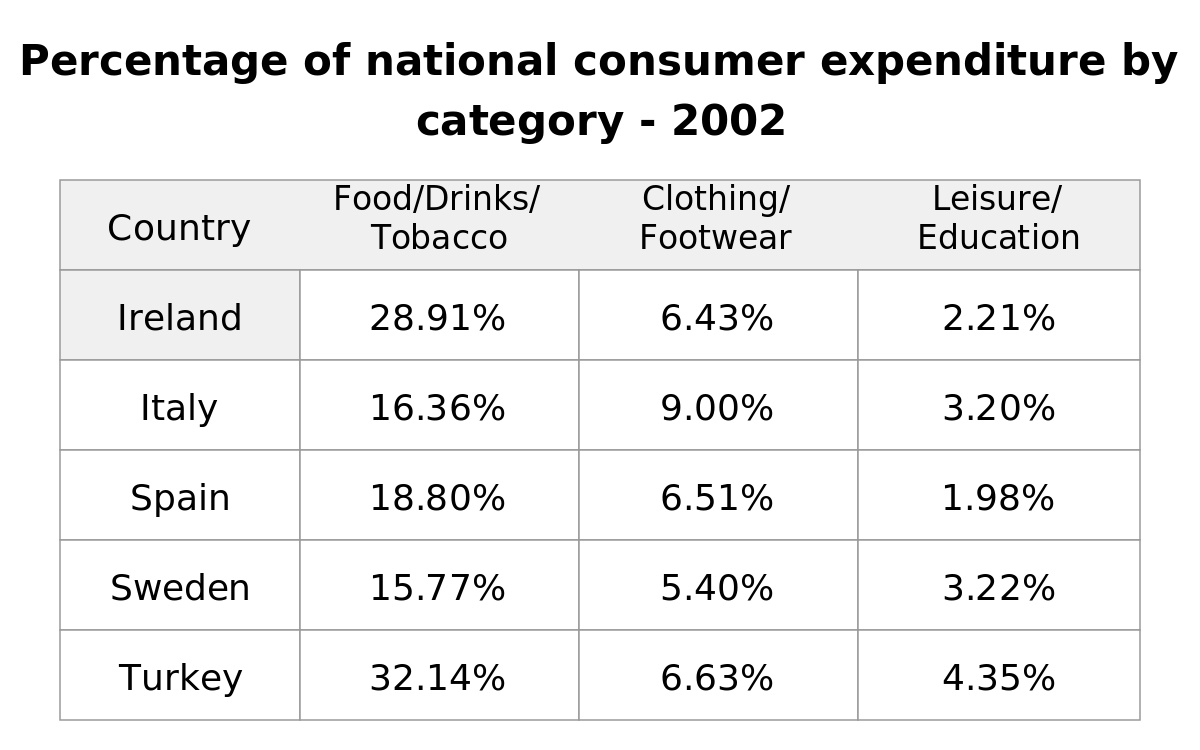 Percentage of national consumer expenditure by
category - 2002
Country Food/Drinks/ Clothing/ Leisure/
Tobacco Footwear Education
Ireland 28.91% 6.43% 2.21%
Italy 16.36% 9.00% 3.20%
Spain 18.80% 6.51% 1.98%
Sweden 15.77% 5.40% 3.22%
Turkey 32.14% 6.63% 4.35%